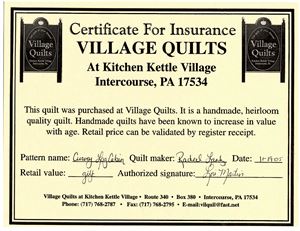 Village
Quilts
Village
Quilts
Certificate For Insurance
VILLAGE QUILTS
At Kitchen Kettle Village
Intercourse, PA 17534
This quilt was purchased at Village Quilts. It is a handmade, heirloom
quality quilt. Handmade quilts have been known to increase in value
with age. Retail price can be validated by register receipt.
Pattern name: Quilt maker: Rachel Date:
Retail value: gift Authorized signature: Martin
Village Quilts at Kitchen Kettle Village • Route 340 • Box 380 • Intercourse, PA 17534
Phone: (717) 768-2787 • Fax: (717) 768-2795 • E-mail: vilquil@fast.net